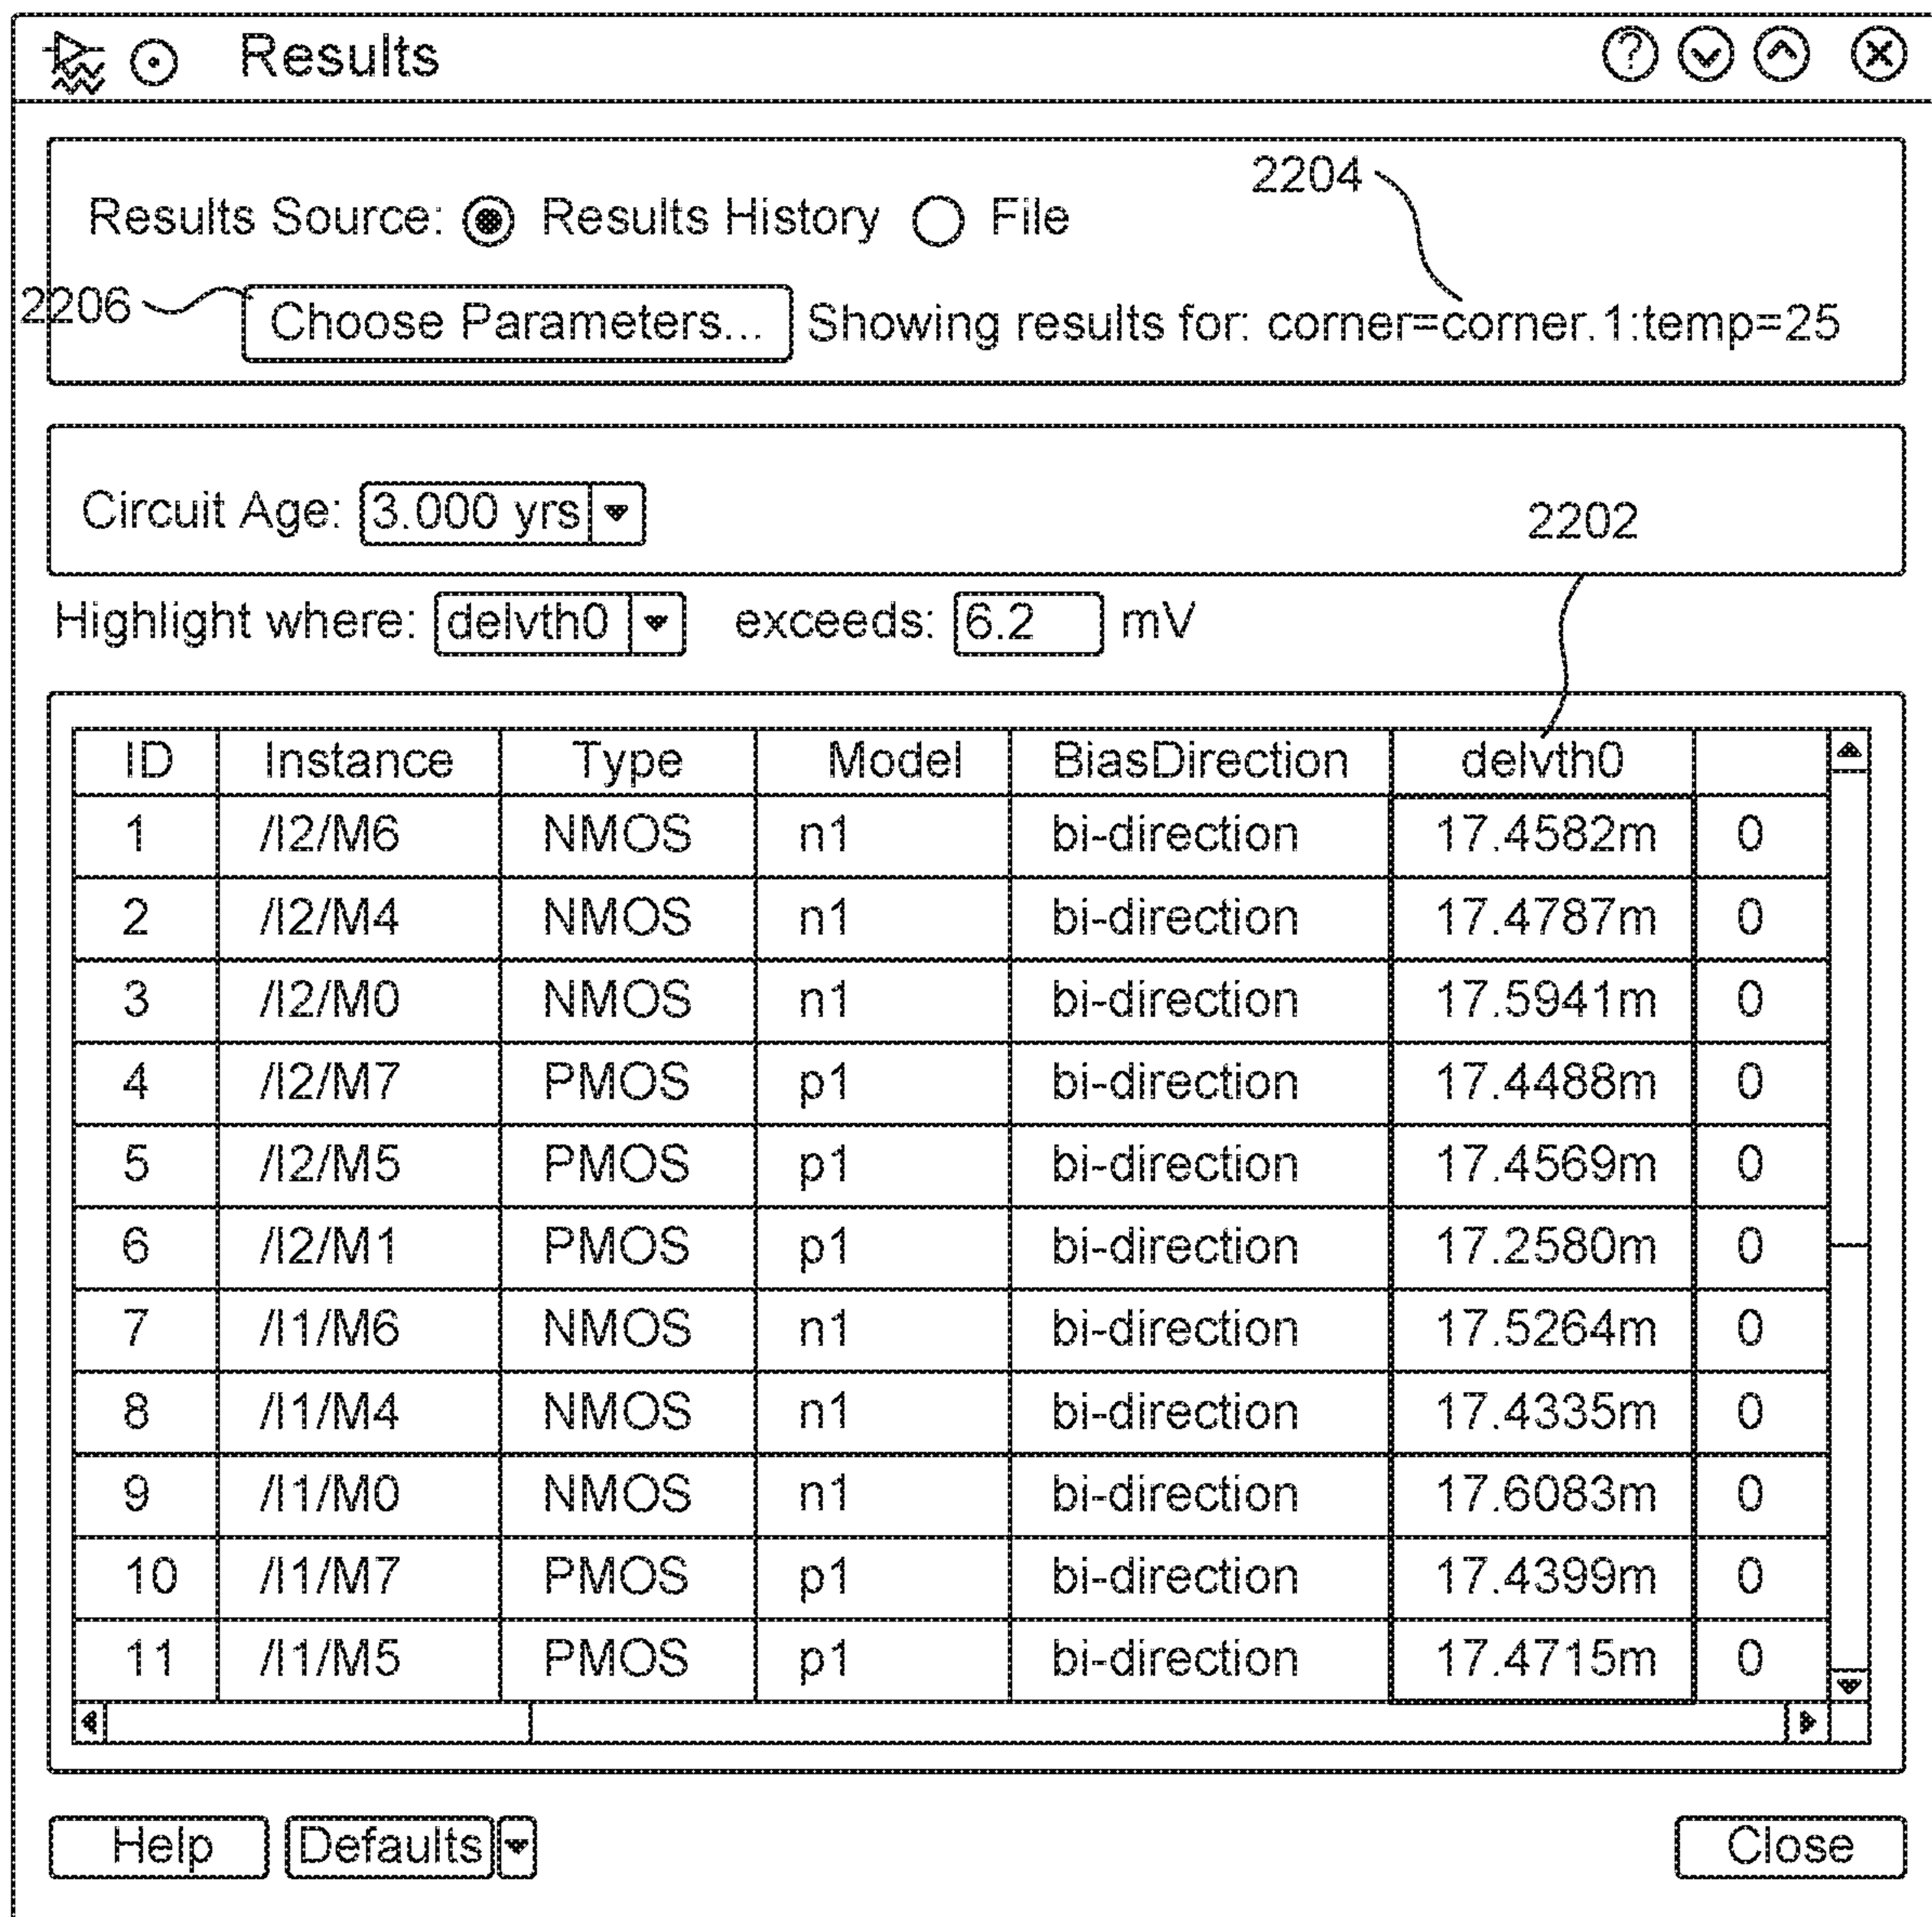 Results
2204
Results Source: Results History File
2206 Choose Parameters... Showing results for: corner=corner.1:temp=25
Circuit Age: 3.000 yrs
2202
Highlight where: delvth0 exceeds: 6.2 mV
ID Instance Type Model BiasDirection delvth0
1 /I2/M6 NMOS n1 bi-direction 17.4582m 0
2 /I2/M4 NMOS n1 bi-direction 17.4787m 0
3 /I2/M0 NMOS n1 bi-direction 17.5941m 0
4 /I2/M7 PMOS p1 bi-direction 17.4488m 0
5 /I2/M5 PMOS p1 bi-direction 17.4569m 0
6 /I2/M1 PMOS p1 bi-direction 17.2580m 0
7 /I1/M6 NMOS n1 bi-direction 17.5264m 0
8 /I1/M4 NMOS n1 bi-direction 17.4335m 0
9 /I1/M0 NMOS n1 bi-direction 17.6083m 0
10 /I1/M7 PMOS p1 bi-direction 17.4399m 0
11 /I1/M5 PMOS p1 bi-direction 17.4715m 0
Help Defaults Close